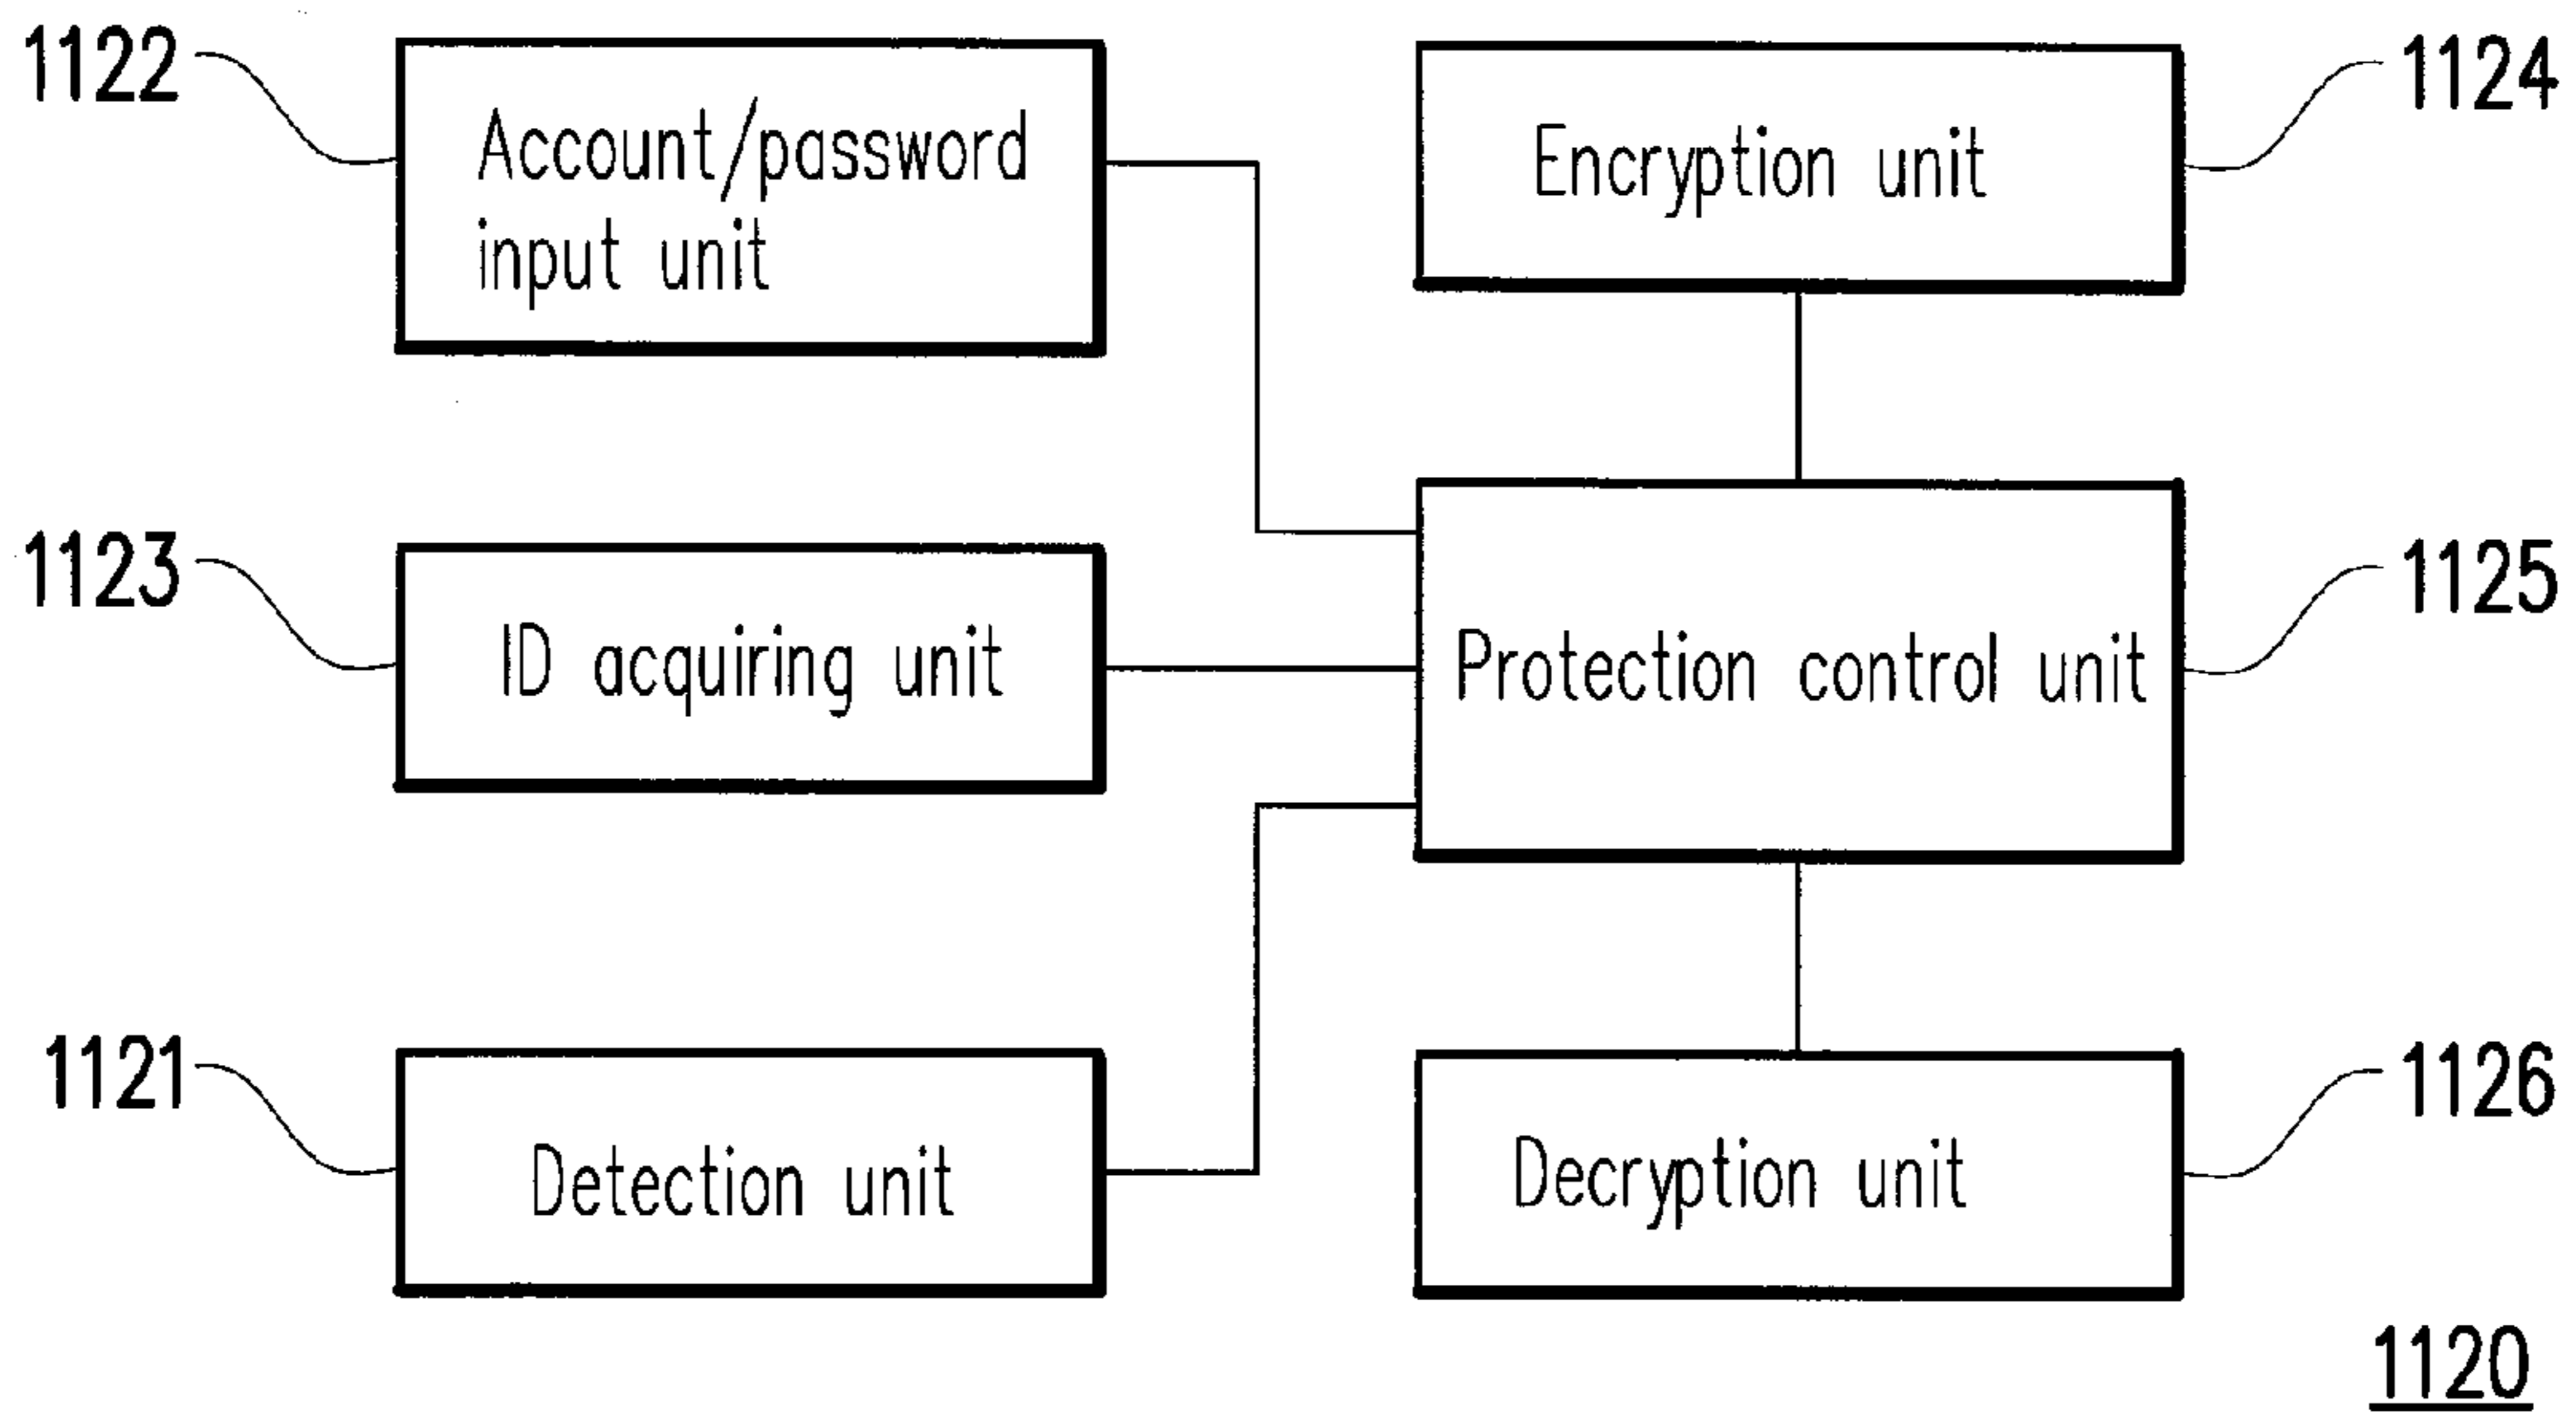 1122
Account/password
input unit
Encryption unit
1124
1123
ID acquiring unit
Protection control unit
1125
1121
Detection unit
Decryption unit
1126
1120